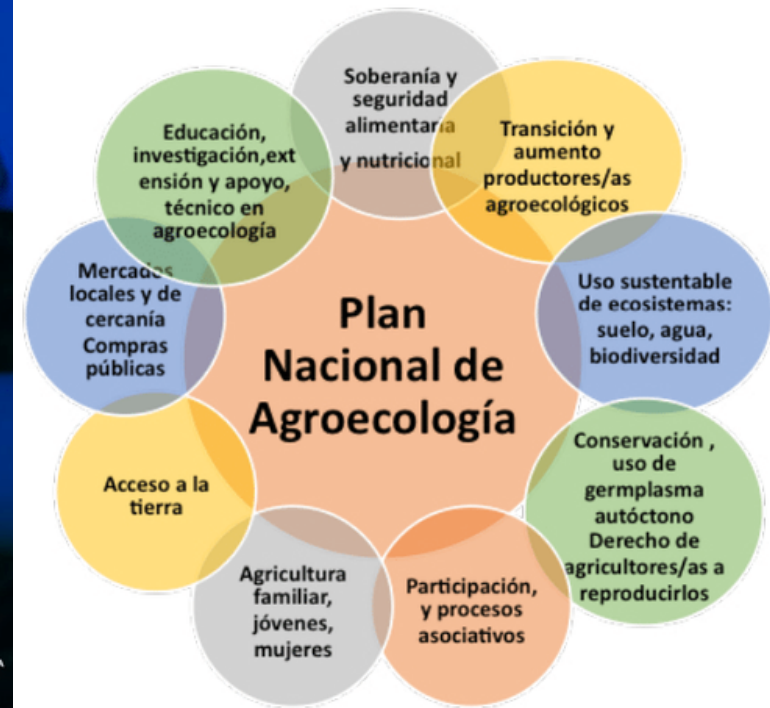 Soberanía y
seguridad
alimentaria
y nutricional
Transición y
aumento
productores/as
agroecológicos
Uso sustentable
de ecosistemas:
suelo, agua,
biodiversidad
Conservación ,
uso de
germplasma
autóctono
Derecho de
agricultores/as a
reproducirlos
Participación,
y procesos
asociativos
Agricultura
familiar,
jóvenes,
mujeres
Acceso a la
tierra
Mercados
locales y de
cercanía
Compras
públicas
Educación,
investigación,ext
ensión y apoyo,
técnico en
agroecología
Plan
Nacional de
Agroecología